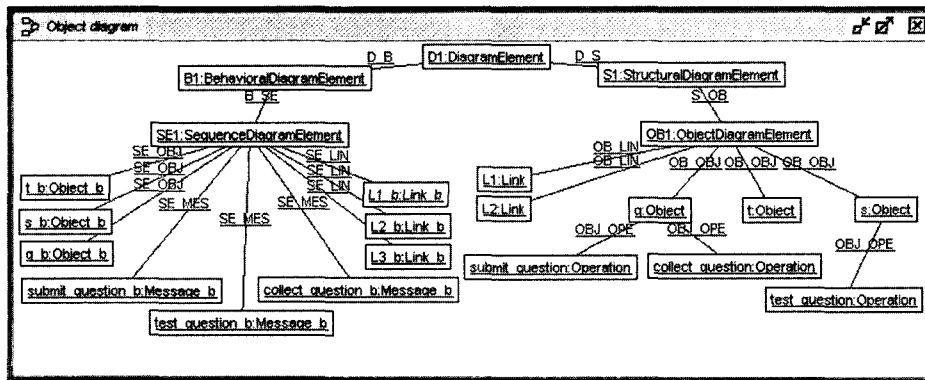 Object diagram
D_B D1:DiagramElement D_S
B1:BehavioralDiagramElement S1:StructuralDiagramElement
B_SE S_OB
SE1:SequenceDiagramElement OB1:ObjectDiagramElement
SE_OBJ SE_LIN OB_LIN
SE_OBJ SE_LIN OB_LIN OB_OBJ OB_OBJ OB_OBJ
SE_OBJ SE_LIN
t_b:Object_b L1_b:Link_b L1:Link
SE_MES SE_MES SE_MES
s_b:Object_b L2_b:Link_b L2:Link q:Object t:Object s:Object
OBJ_OPE OBJ_OPE OBJ_OPE
q_b:Object_b L3_b:Link_b
submit_question:Operation collect_question:Operation
submit_question_b:Message_b collect_question_b:Message_b
test_question:Operation
test_question_b:Message_b